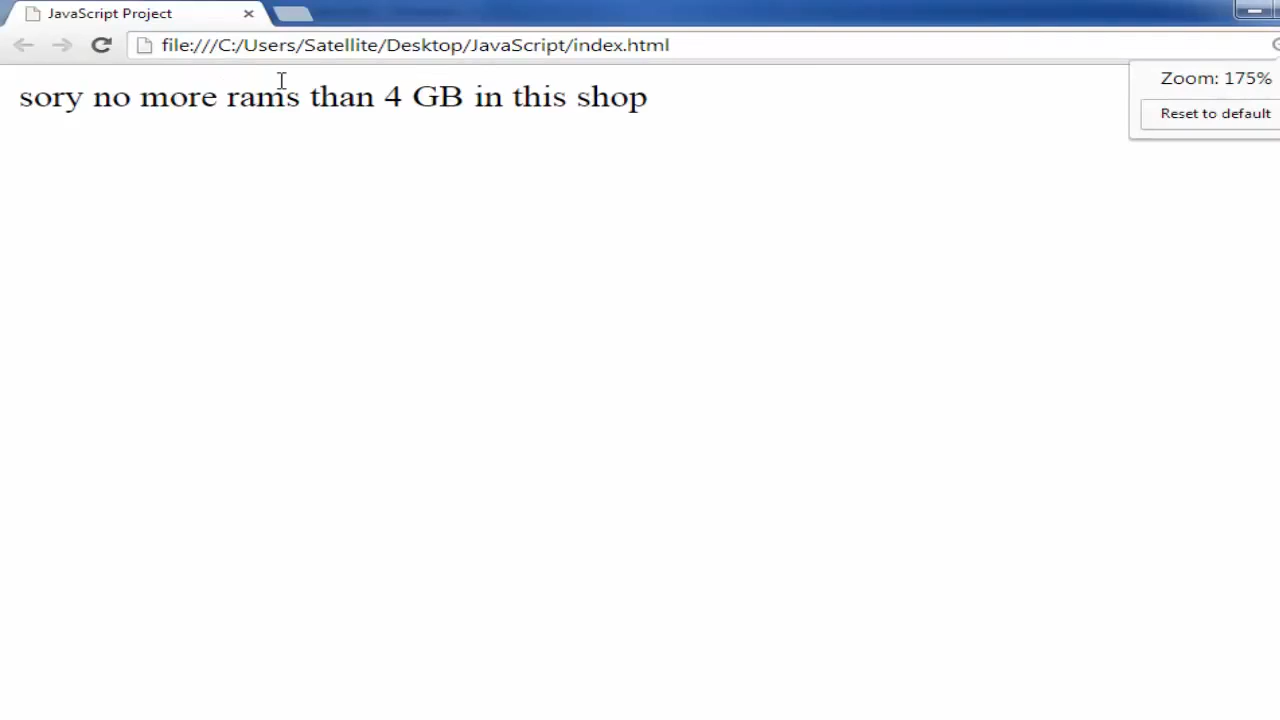 JavaScript Project
file:///C:/Users/Satellite/Desktop/JavaScript/index.html
Zoom: 175%
Reset to default
sory no more rams than 4 GB in this shop